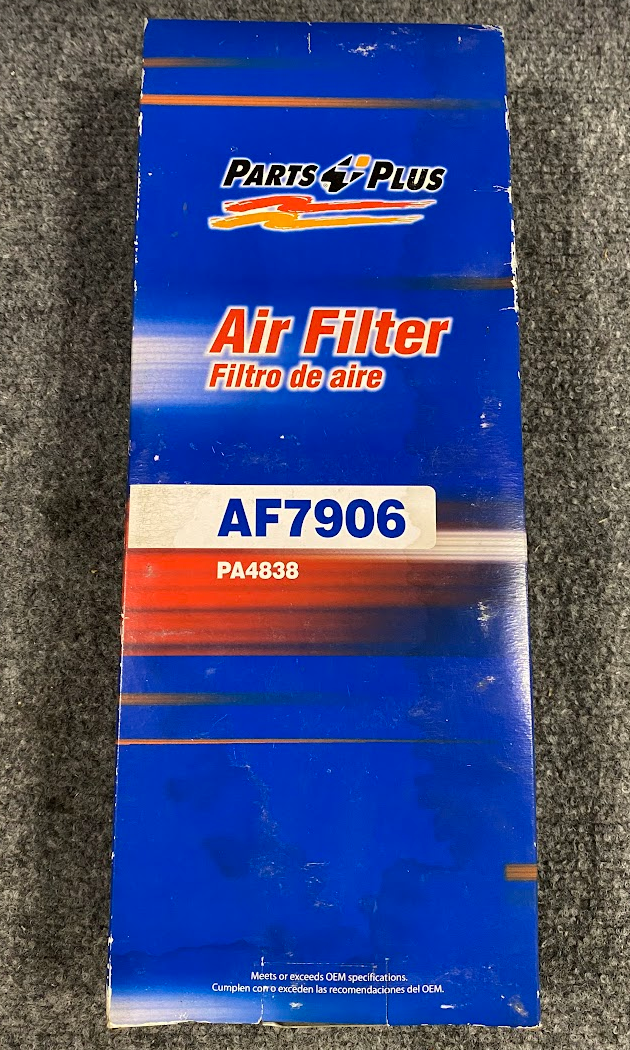 PARTS PLUS
Air Filter
Filtro de aire
AF7906
PA4838
Meets or exceeds OEM specifications.
Cumplen con o exceden las recomendaciones del OEM.